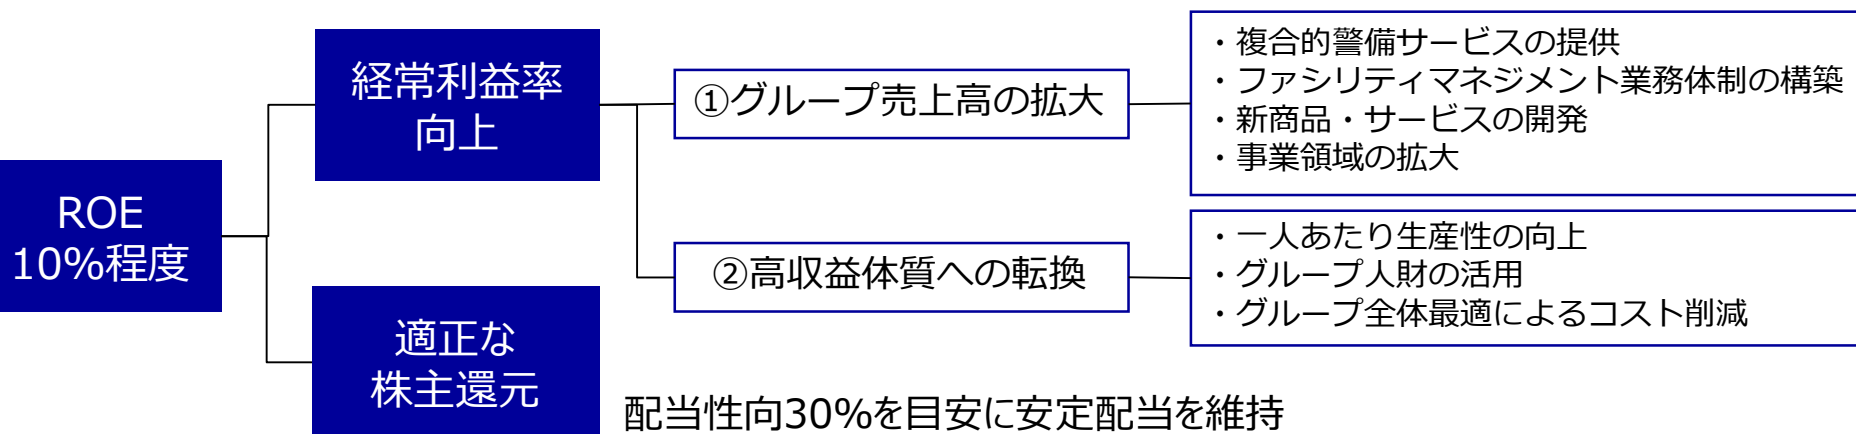 ROE
10%程度
経常利益率
向上
①グループ売上高の拡大
・複合的警備サービスの提供
・ファシリティマネジメント業務体制の構築
・新商品・サービスの開発
・事業領域の拡大
②高収益体質への転換
・一人あたり生産性の向上
・グループ人財の活用
・グループ全体最適によるコスト削減
適正な
株主還元
配当性向30%を目安に安定配当を維持